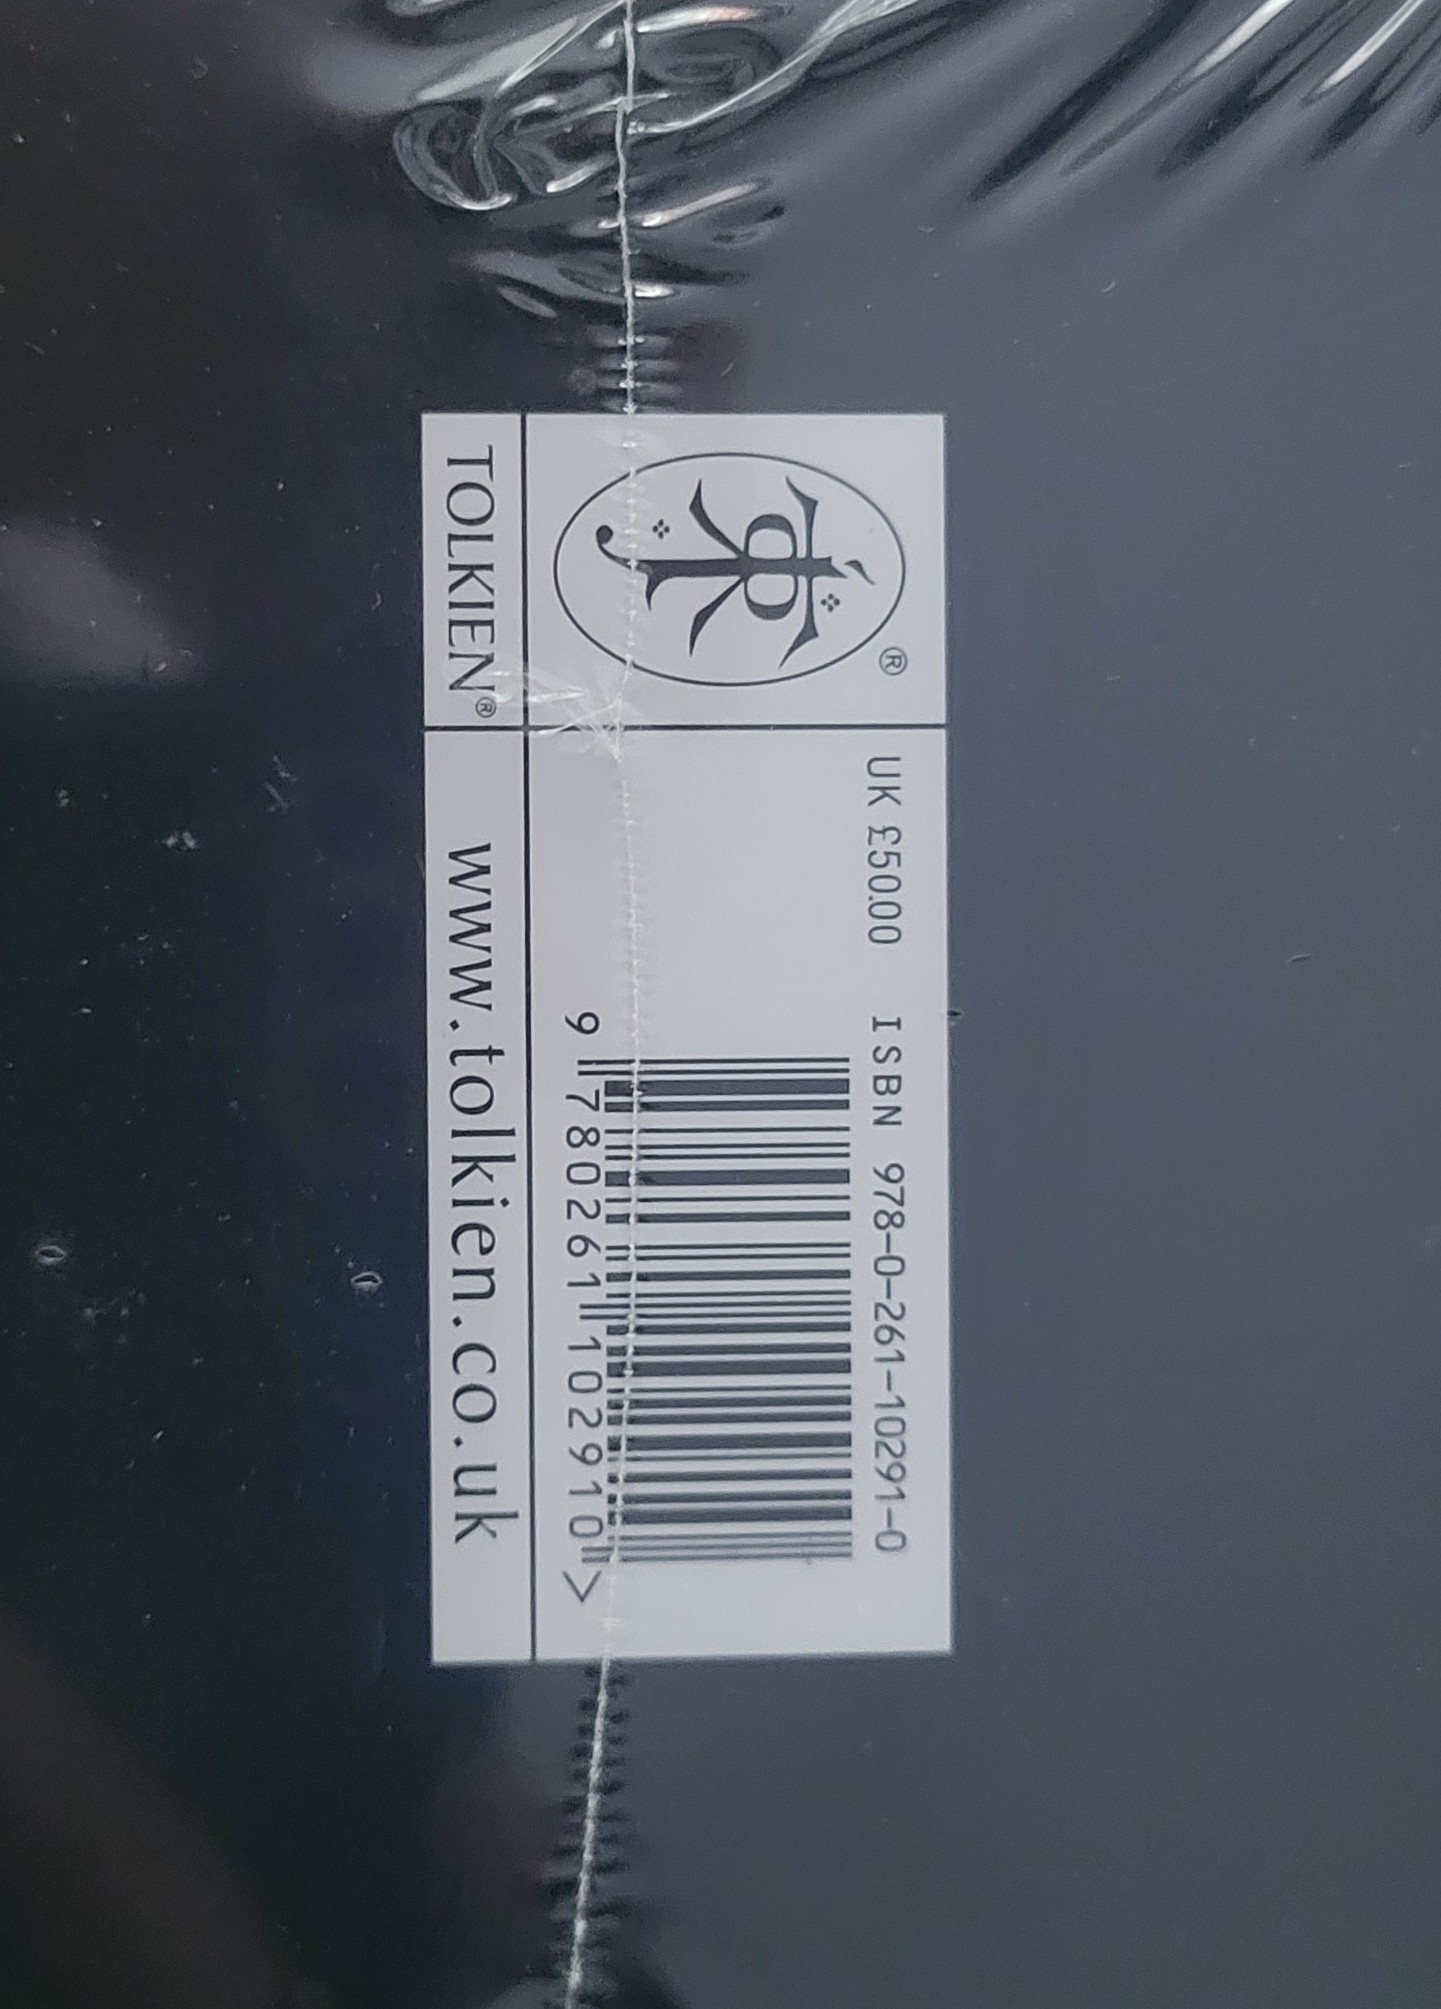 ®
TOLKIEN®
UK £50.00 ISBN 978-0-261-10291-0
9 780261 102910 >
www.tolkien.co.uk